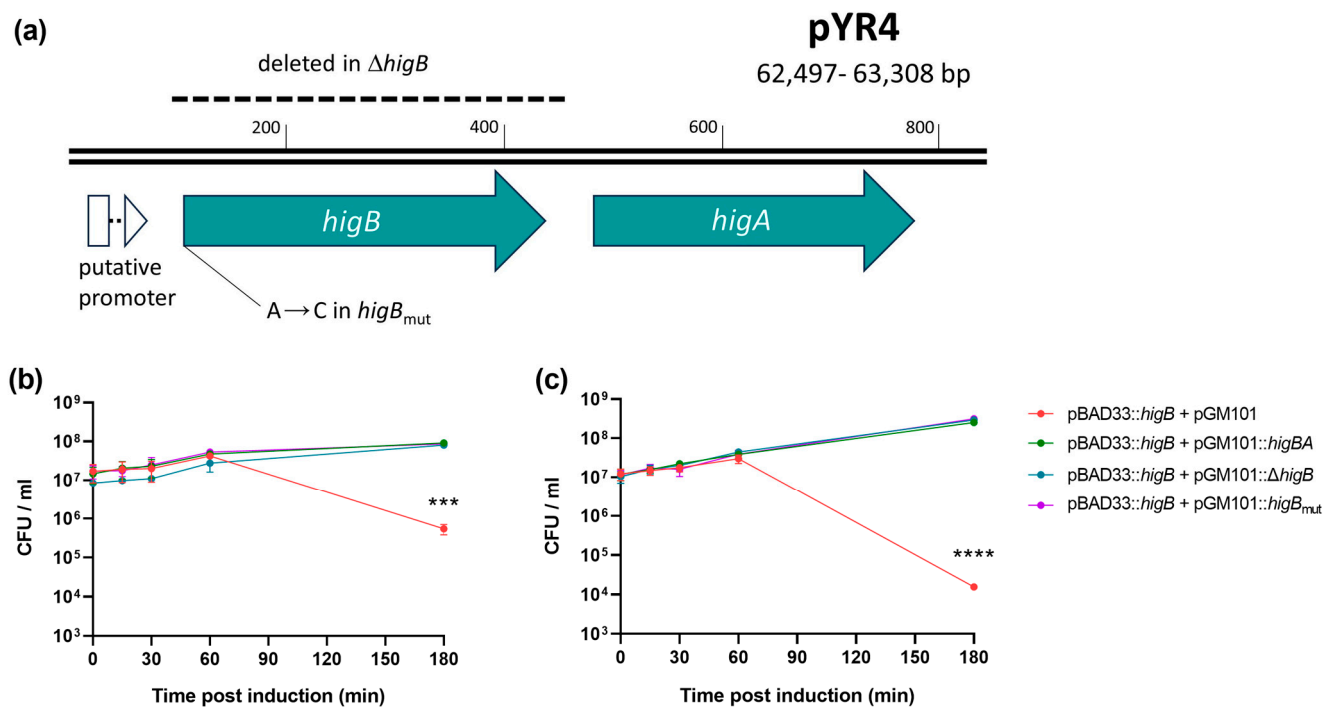 (a)
pYR4
62,497- 63,308 bp
deleted in ΔhigB
200
400
600
800
higB
higA
putative
promoter
A→C in higBmut
(b)
CFU / ml
10⁹
10⁸
10⁷
10⁶
10⁵
10⁴
10³
***
0 30 60 90 120 150 180
Time post induction (min)
(c)
CFU / ml
10⁹
10⁸
10⁷
10⁶
10⁵
10⁴
10³
****
0 30 60 90 120 150 180
Time post induction (min)
pBAD33::higB + pGM101
pBAD33::higB + pGM101::higBA
pBAD33::higB + pGM101::ΔhigB
pBAD33::higB + pGM101::higBmut